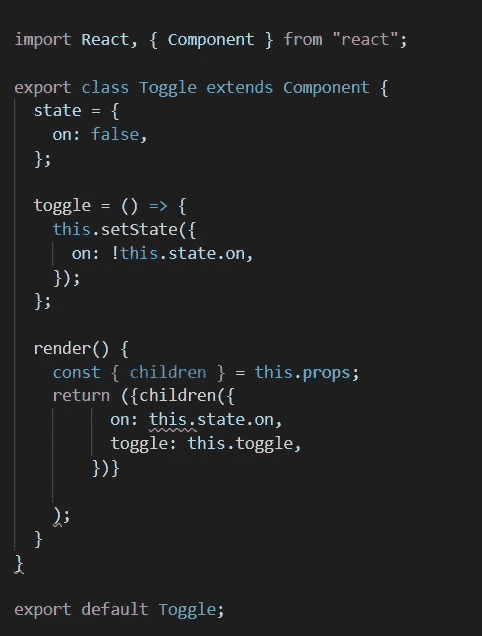 import React, { Component } from "react";
export class Toggle extends Component {
state = {
on: false,
};
toggle = () => {
this.setState({
on: !this.state.on,
});
};
render() {
const { children } = this.props;
return ({children({
on: this.state.on,
toggle: this.toggle,
})}
);
}
}
export default Toggle;